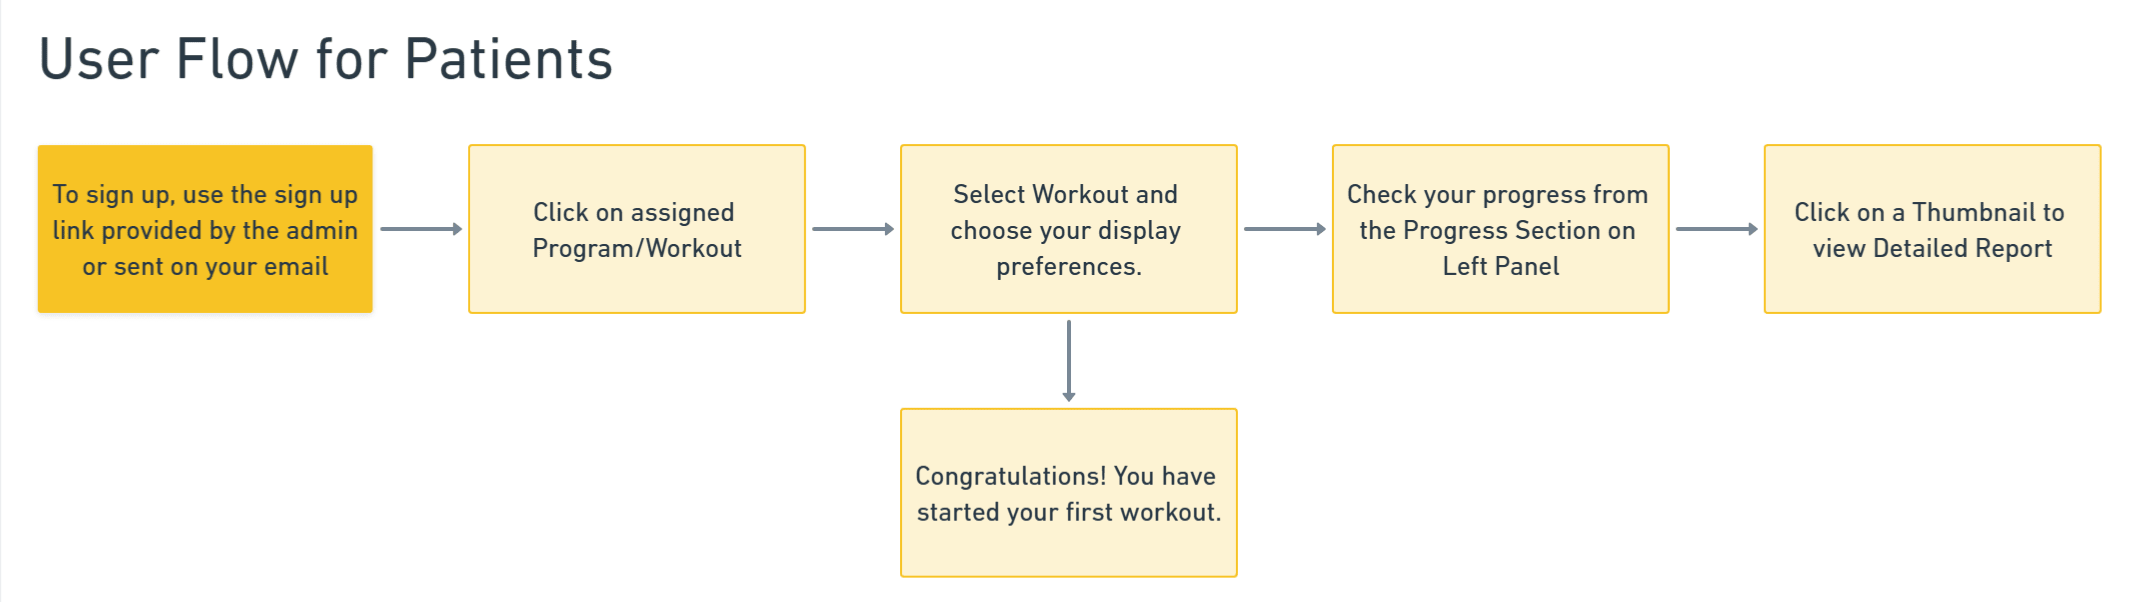 User Flow for Patients
To sign up, use the sign up
link provided by the admin
or sent on your email
Click on assigned
Program/Workout
Select Workout and
choose your display
preferences.
Check your progress from
the Progress Section on
Left Panel
Click on a Thumbnail to
view Detailed Report
Congratulations! You have
started your first workout.